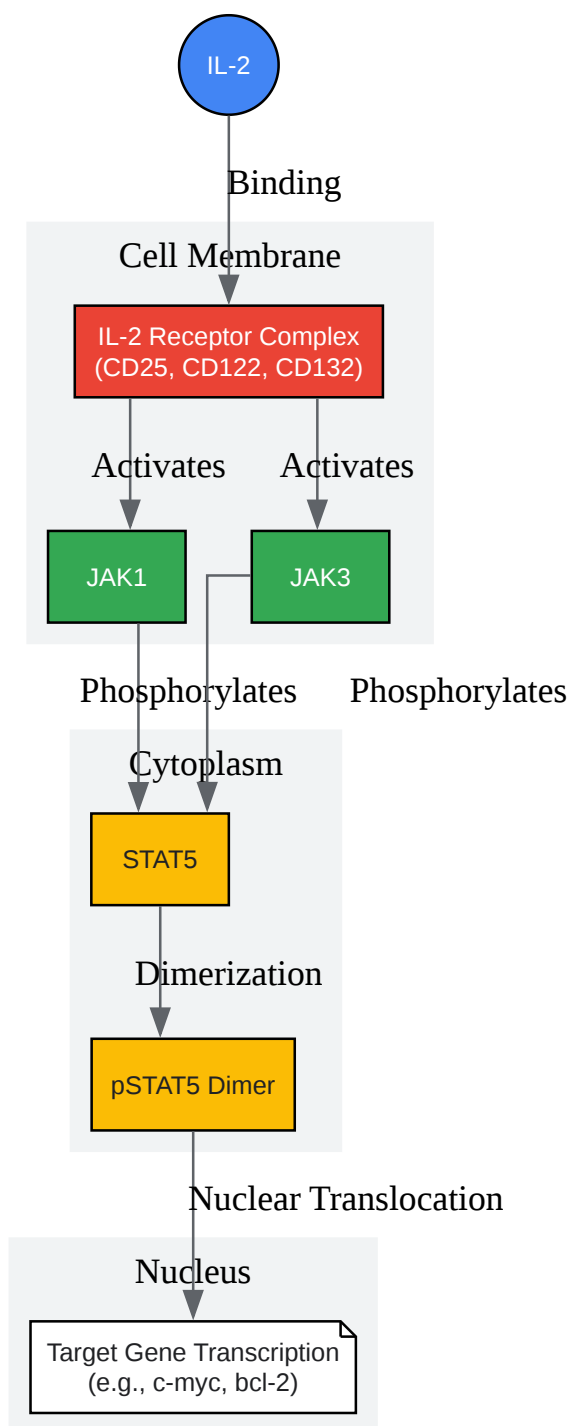 IL-2
Binding
Cell Membrane
IL-2 Receptor Complex
(CD25, CD122, CD132)
Activates
Activates
JAK1
JAK3
Phosphorylates
Phosphorylates
Cytoplasm
STAT5
Dimerization
pSTAT5 Dimer
Nuclear Translocation
Nucleus
Target Gene Transcription
(e.g., c-myc, bcl-2)